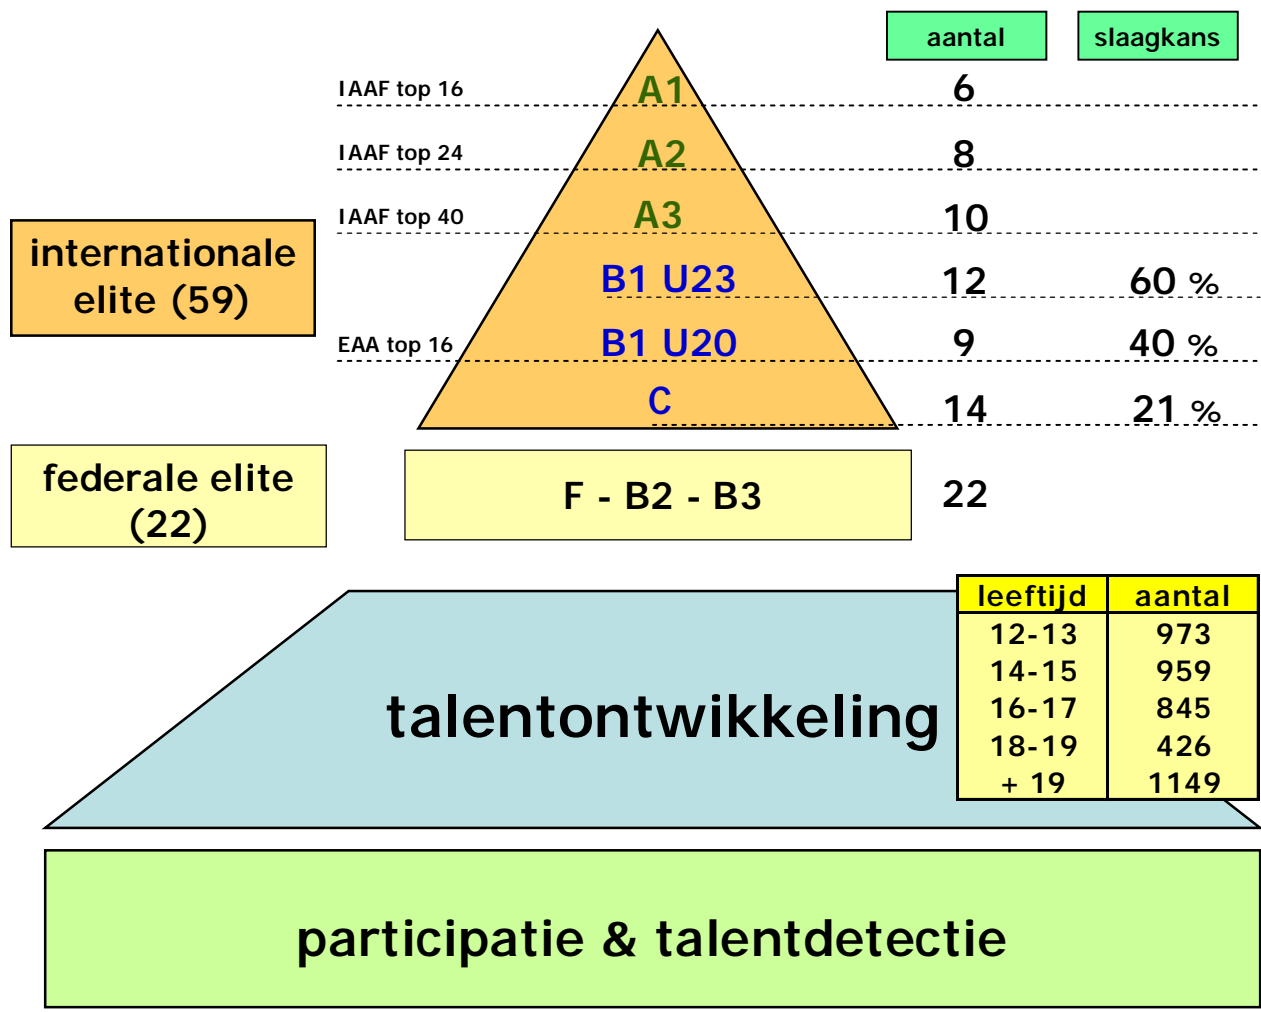 aantal slaagkans
IAAF top 16 A1 6
IAAF top 24 A2 8
IAAF top 40 A3 10
internationale
elite (59)
B1 U23 12 60 %
EAA top 16 B1 U20 9 40 %
C 14 21 %
federale elite
(22)
F - B2 - B3 22
talentontwikkeling
leeftijd aantal
12-13 973
14-15 959
16-17 845
18-19 426
+ 19 1149
participatie & talentdetectie